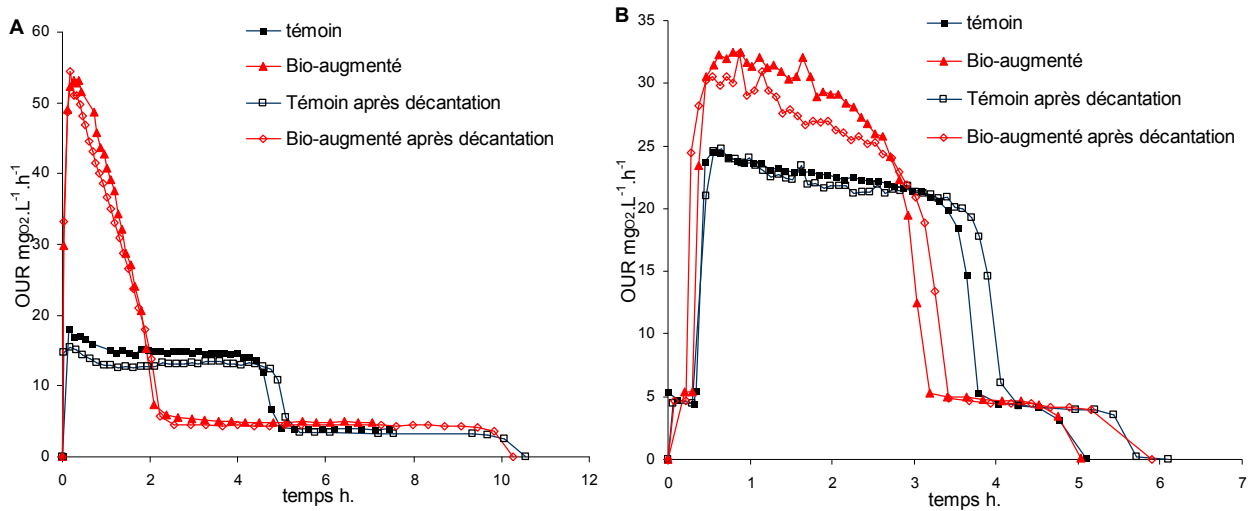 A
OUR mgO2.L-1.h-1
60
50
40
30
20
10
0
0 2 4 6 8 10 12
temps h.
témoin
Bio-augmenté
Témoin après décantation
Bio-augmenté après décantation
B
OUR mgO2.L-1.h-1
35
30
25
20
15
10
5
0
0 1 2 3 4 5 6 7
temps h.
témoin
Bio-augmenté
Témoin après décantation
Bio-augmenté après décantation